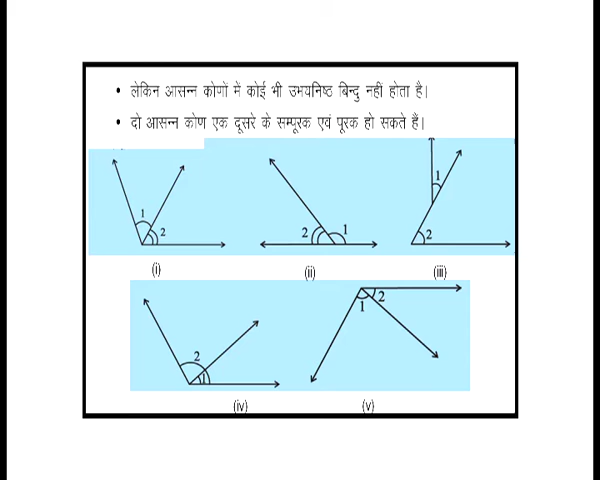 • लेकिन आसन्न कोणों में कोई भी उभयनिष्ठ बिन्दु नहीं होता है।
• दो आसन्न कोण एक दूसरे के सम्पूरक एवं पूरक हो सकते हैं।
1 2 2 1 1 2
(i) (ii) (iii)
2 1 1 2
(iv) (v)